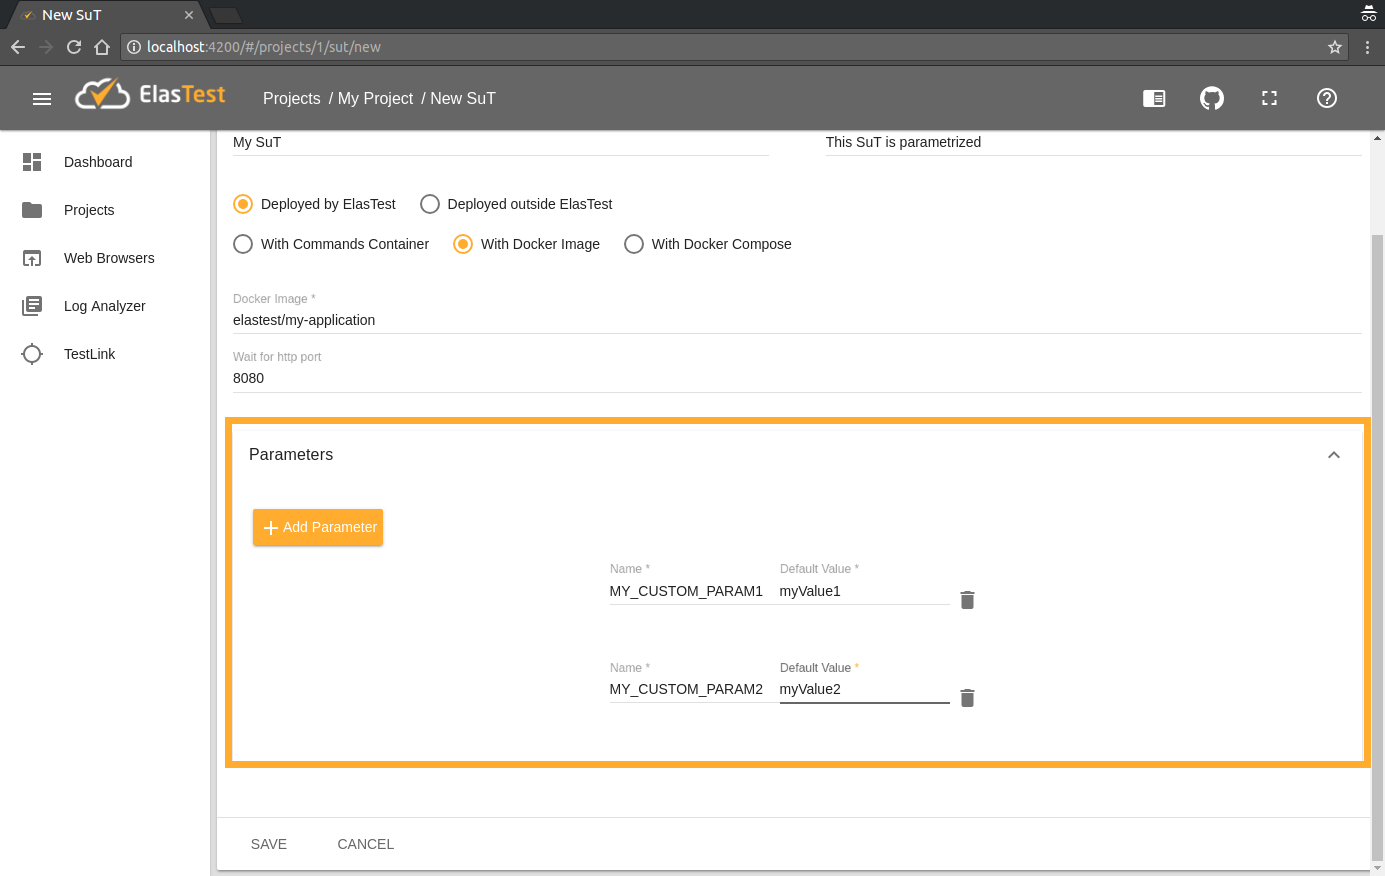 New SuT
localhost:4200/#/projects/1/sut/new
ElasTest
Projects / My Project / New SuT
Dashboard
Projects
Web Browsers
Log Analyzer
TestLink
My SuT
This SuT is parametrized
Deployed by ElasTest
Deployed outside ElasTest
With Commands Container
With Docker Image
With Docker Compose
Docker Image *
elastest/my-application
Wait for http port
8080
Parameters
Add Parameter
Name *
Default Value *
MY_CUSTOM_PARAM1
myValue1
Name *
Default Value *
MY_CUSTOM_PARAM2
myValue2
SAVE
CANCEL